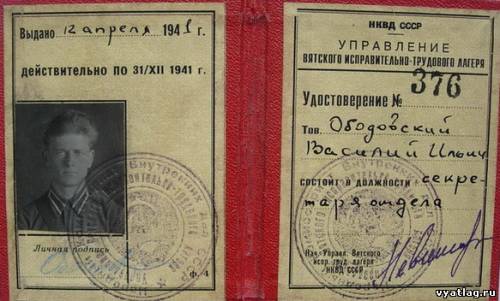 Выдано 12 апреля 1941 г.
действительно ПО 31/XII 1941 г.
Личная подпись
Ф. 4
НКВД СССР
УПРАВЛЕНИЕ
ВЯТСКОГО ИСПРАВИТЕЛЬНО-ТРУДОВОГО ЛАГЕРЯ
Удостоверение № 376
Тов. Ободовский
Василий Ильич
состоит в должности секре-
таря отдела
Нач. Управл. Вятского
испр. труд. лагеря
НКВД СССР
vyatlag.ru